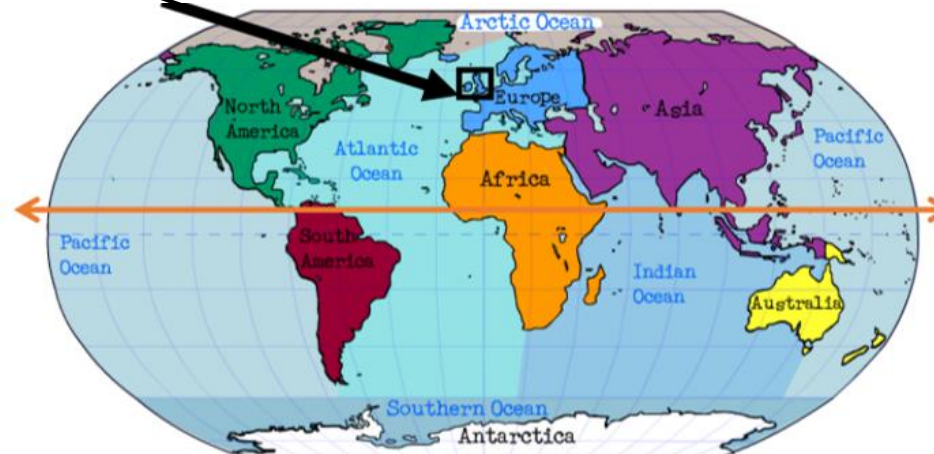 Arctic Ocean
North
America
Europe
Asia
Atlantic
Ocean
Pacific
Ocean
Africa
Pacific
Ocean
South
America
Indian
Ocean
Australia
Southern Ocean
Antarctica